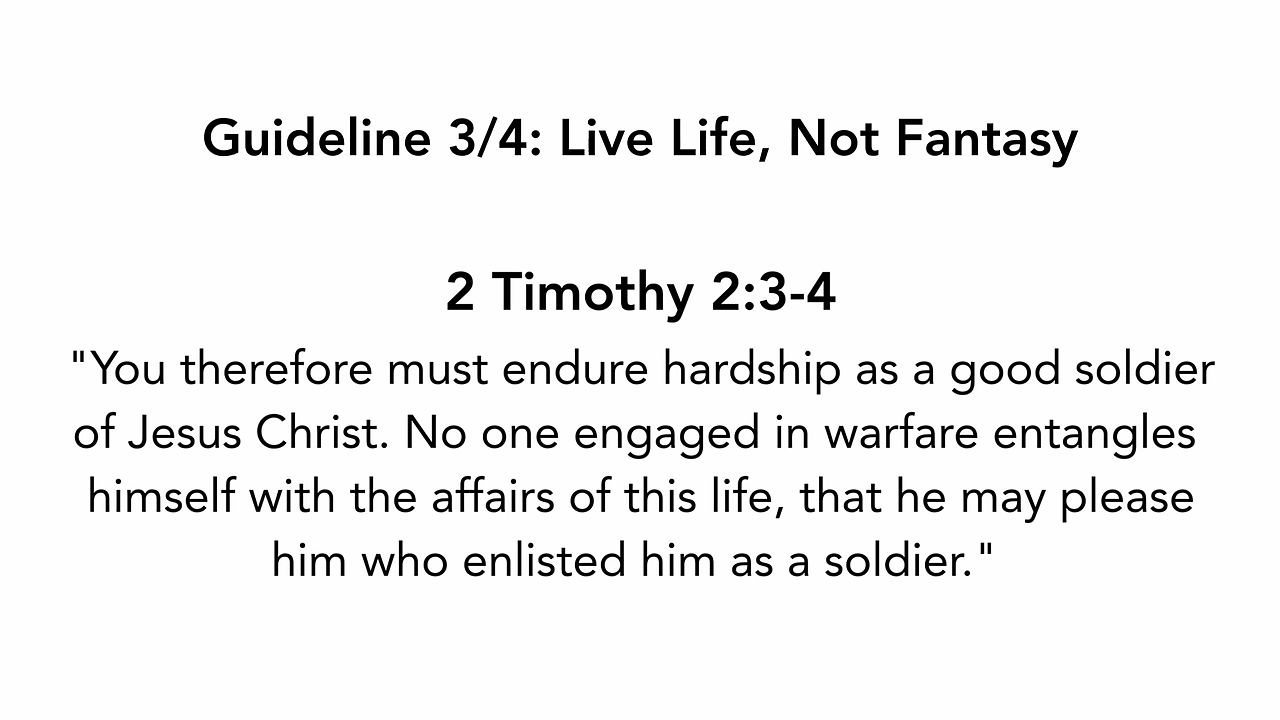 Guideline 3/4: Live Life, Not Fantasy
2 Timothy 2:3-4
"You therefore must endure hardship as a good soldier
of Jesus Christ. No one engaged in warfare entangles
himself with the affairs of this life, that he may please
him who enlisted him as a soldier."